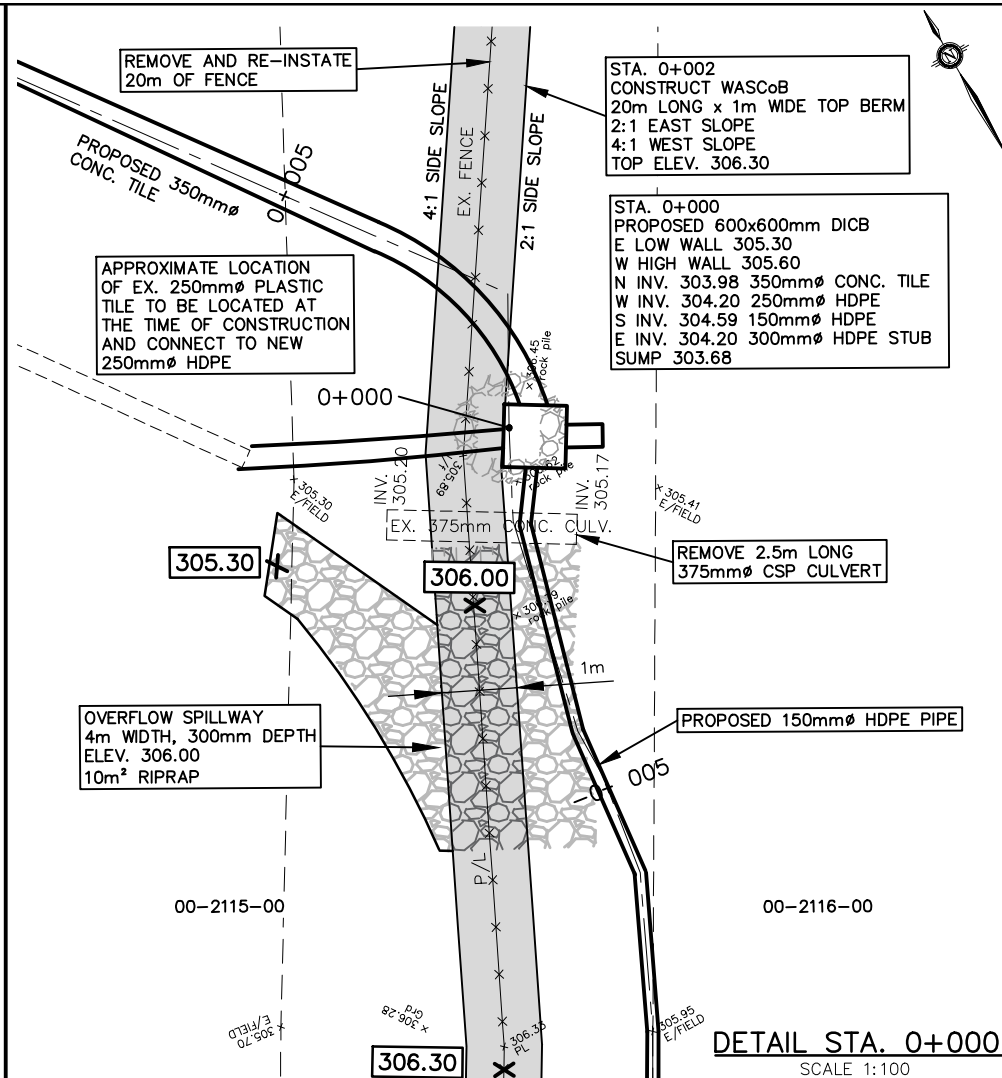 N
REMOVE AND RE-INSTATE
20m OF FENCE
STA. 0+002
CONSTRUCT WASCoB
20m LONG x 1m WIDE TOP BERM
2:1 EAST SLOPE
4:1 WEST SLOPE
TOP ELEV. 306.30
PROPOSED 350mmø
CONC. TILE
0+005
4:1 SIDE SLOPE
EX. FENCE
2:1 SIDE SLOPE
STA. 0+000
PROPOSED 600x600mm DICB
E LOW WALL 305.30
W HIGH WALL 305.60
N INV. 303.98 350mmø CONC. TILE
W INV. 304.20 250mmø HDPE
S INV. 304.59 150mmø HDPE
E INV. 304.20 300mmø HDPE STUB
SUMP 303.68
APPROXIMATE LOCATION
OF EX. 250mmø PLASTIC
TILE TO BE LOCATED AT
THE TIME OF CONSTRUCTION
AND CONNECT TO NEW
250mmø HDPE
306.45
rock pile
0+000
INV.
305.20
305.89
rock pile
INV.
305.17
305.30
E/FIELD
305.41
E/FIELD
EX. 375mm CONC. CULV.
REMOVE 2.5m LONG
375mmø CSP CULVERT
305.30
306.00
rock pile
1m
OVERFLOW SPILLWAY
4m WIDTH, 300mm DEPTH
ELEV. 306.00
10m² RIPRAP
PROPOSED 150mmø HDPE PIPE
-0- 005
P/L
00-2115-00
00-2116-00
305.70
E/FIELD
306.28
Grd
306.33
PL
305.95
E/FIELD
306.30
DETAIL STA. 0+000
SCALE 1:100